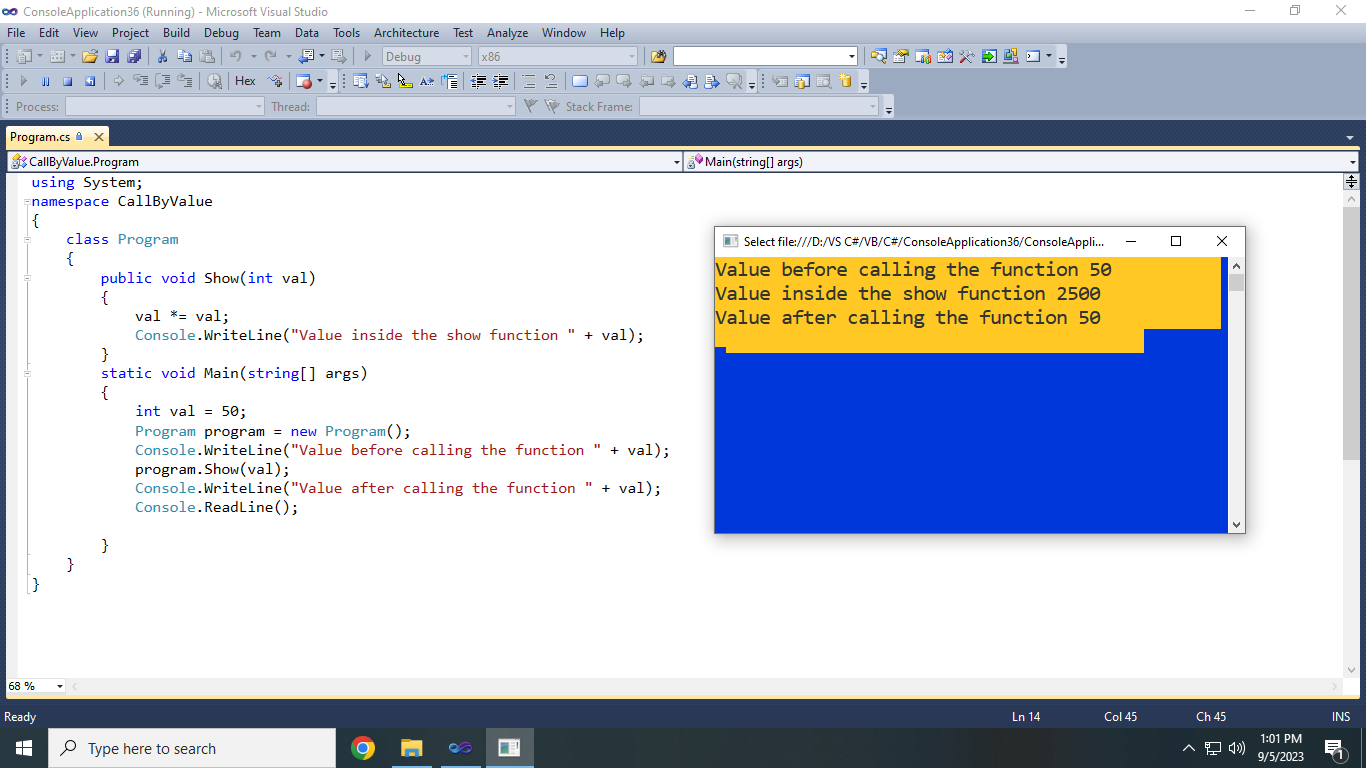 ConsoleApplication36 (Running) - Microsoft Visual Studio
File Edit View Project Build Debug Team Data Tools Architecture Test Analyze Window Help
Debug x86
Hex
Process: Thread: Stack Frame:
Program.cs
CallByValue.Program Main(string[] args)
using System;
namespace CallByValue
{
class Program
{
public void Show(int val)
{
val *= val;
Console.WriteLine("Value inside the show function " + val);
}
static void Main(string[] args)
{
int val = 50;
Program program = new Program();
Console.WriteLine("Value before calling the function " + val);
program.Show(val);
Console.WriteLine("Value after calling the function " + val);
Console.ReadLine();
}
}
}
Select file:///D:/VS C#/VB/C#/ConsoleApplication36/ConsoleAppli...
Value before calling the function 50
Value inside the show function 2500
Value after calling the function 50
68 %
Ready Ln 14 Col 45 Ch 45 INS
Type here to search
1:01 PM
9/5/2023
1